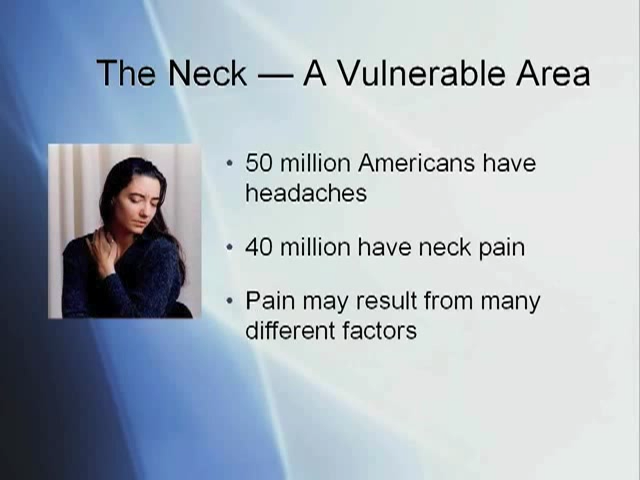 The Neck — A Vulnerable Area
• 50 million Americans have
headaches
• 40 million have neck pain
• Pain may result from many
different factors